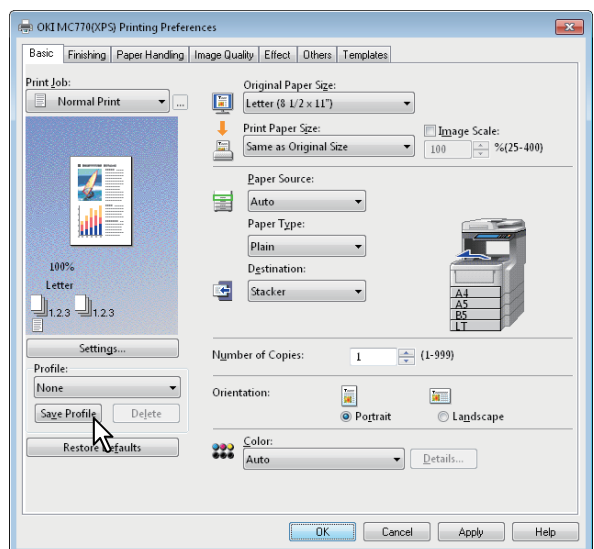 OKI MC770(XPS) Printing Preferences
Basic Finishing Paper Handling Image Quality Effect Others Templates
Print Job:
Normal Print
...
100%
Letter
1.2.3 1.2.3
Settings...
Profile:
None
Save Profile Delete
Restore Defaults
Original Paper Size:
Letter (8 1/2 x 11")
Print Paper Size:
Same as Original Size
Image Scale:
100 %(25-400)
Paper Source:
Auto
Paper Type:
Plain
Destination:
Stacker
A4
A5
B5
LT
Number of Copies: 1 (1-999)
Orientation:
Portrait Landscape
Color:
Auto Details...
OK Cancel Apply Help